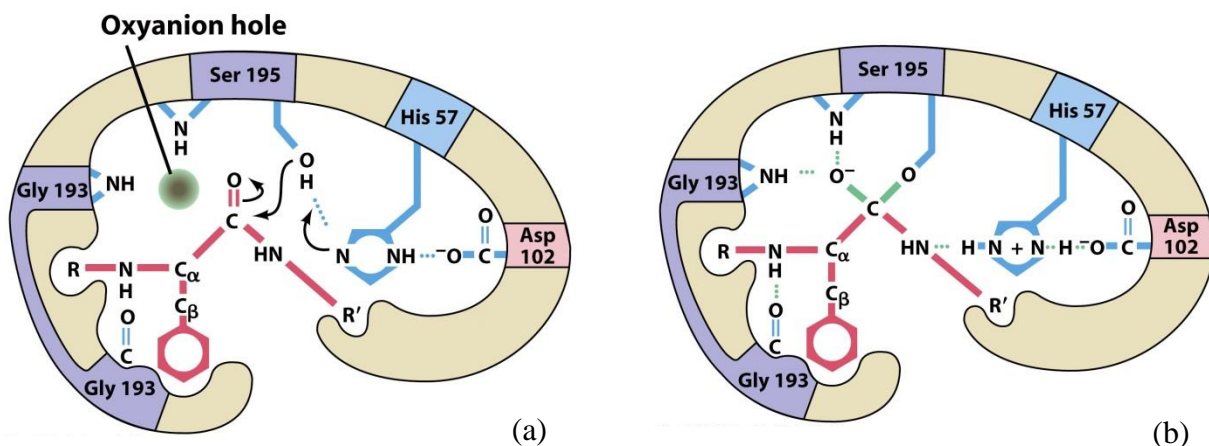 Oxyanion hole
Ser 195
His 57
Gly 193
NH
N
H
O
H
O
C
HN
N
NH
−O
C
O
Asp
102
R
N
H
Cα
Cβ
R′
O
C
Gly 193
(a)
Ser 195
His 57
Gly 193
NH
N
H
O−
O
C
HN
H
N
+
N
H
−O
C
O
Asp
102
R
N
H
Cα
Cβ
R′
O
C
Gly 193
(b)